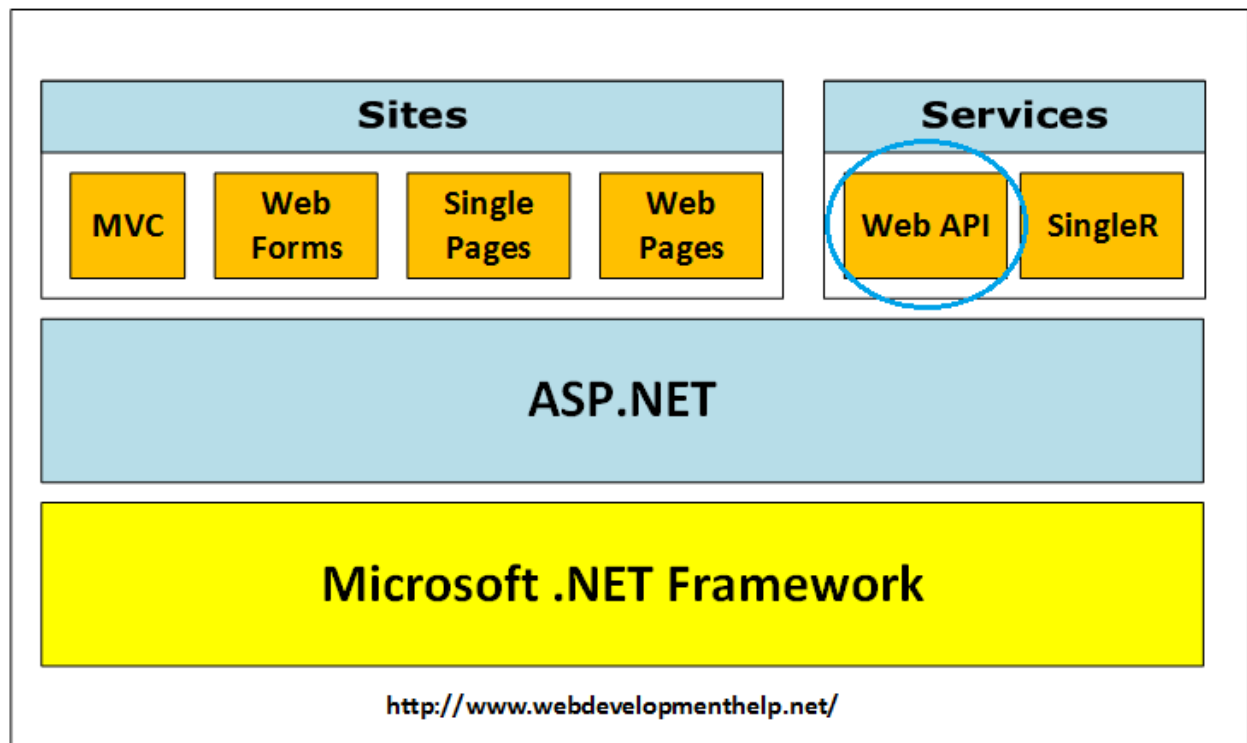 Sites
Services
MVC
Web
Forms
Single
Pages
Web
Pages
Web API
SingleR
ASP.NET
Microsoft .NET Framework
http://www.webdevelopmenthelp.net/